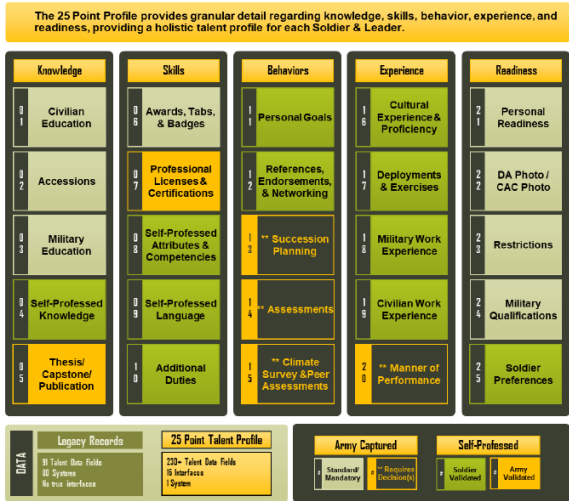 The 25 Point Profile provides granular detail regarding knowledge, skills, behavior, experience, and
readiness, providing a holistic talent profile for each Soldier & Leader.
Knowledge
01
Civilian
Education
02
Accessions
03
Military
Education
04
Self-Professed
Knowledge
05
Thesis/
Capstone/
Publication
Skills
06
Awards, Tabs,
& Badges
07
Professional
Licenses &
Certifications
08
Self-Professed
Attributes &
Competencies
09
Self-Professed
Language
10
Additional
Duties
Behaviors
11
Personal Goals
12
References,
Endorsements,
& Networking
13
** Succession
Planning
14
** Assessments
15
** Climate
Survey & Peer
Assessments
Experience
16
Cultural
Experience &
Proficiency
17
Deployments
& Exercises
18
Military Work
Experience
19
Civilian Work
Experience
20
** Manner of
Performance
Readiness
21
Personal
Readiness
22
DA Photo /
CAC Photo
23
Restrictions
24
Military
Qualifications
25
Soldier
Preferences
DATA
Legacy Records
91 Talent Data Fields
80 Systems
No true interfaces
25 Point Talent Profile
230+ Talent Data Fields
15 Interfaces
1 System
Army Captured
# Standard/
Mandatory
# ** Requires
Decision(s)
Self-Professed
# Soldier
Validated
# Army
Validated